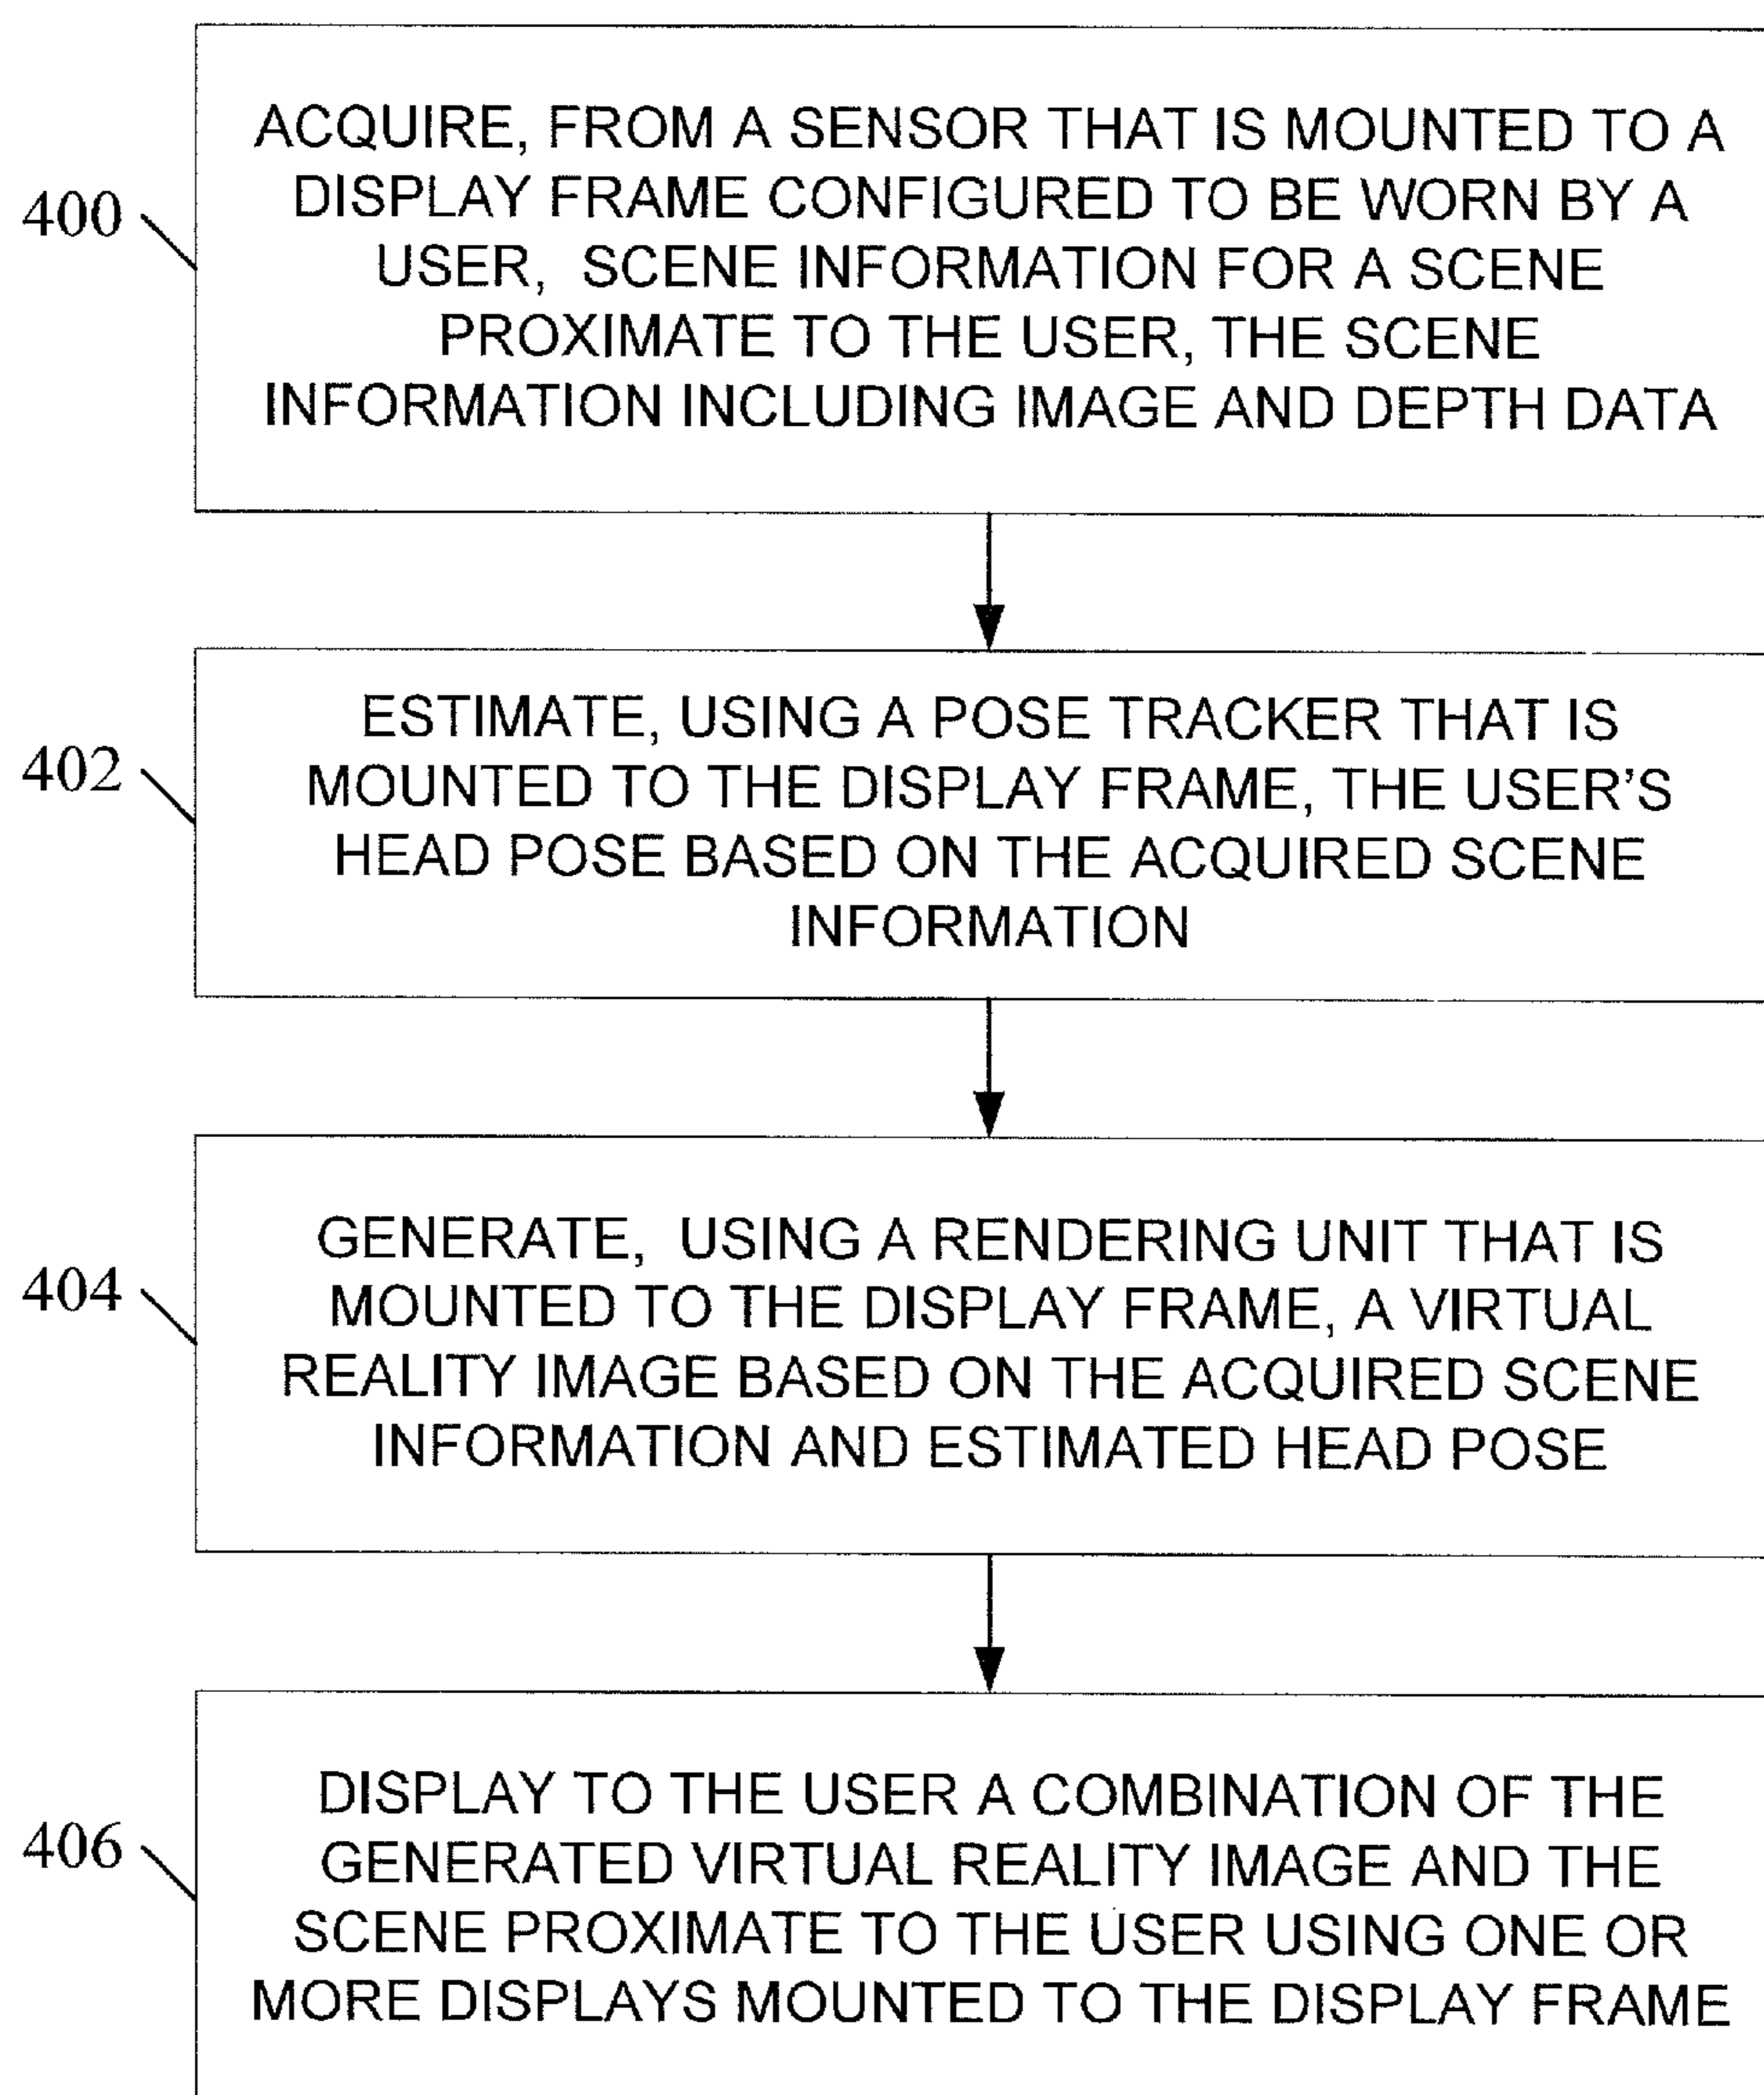 ACQUIRE, FROM A SENSOR THAT IS MOUNTED TO A
DISPLAY FRAME CONFIGURED TO BE WORN BY A
USER, SCENE INFORMATION FOR A SCENE
PROXIMATE TO THE USER, THE SCENE
INFORMATION INCLUDING IMAGE AND DEPTH DATA
400
ESTIMATE, USING A POSE TRACKER THAT IS
MOUNTED TO THE DISPLAY FRAME, THE USER'S
HEAD POSE BASED ON THE ACQUIRED SCENE
INFORMATION
402
GENERATE, USING A RENDERING UNIT THAT IS
MOUNTED TO THE DISPLAY FRAME, A VIRTUAL
REALITY IMAGE BASED ON THE ACQUIRED SCENE
INFORMATION AND ESTIMATED HEAD POSE
404
DISPLAY TO THE USER A COMBINATION OF THE
GENERATED VIRTUAL REALITY IMAGE AND THE
SCENE PROXIMATE TO THE USER USING ONE OR
MORE DISPLAYS MOUNTED TO THE DISPLAY FRAME
406